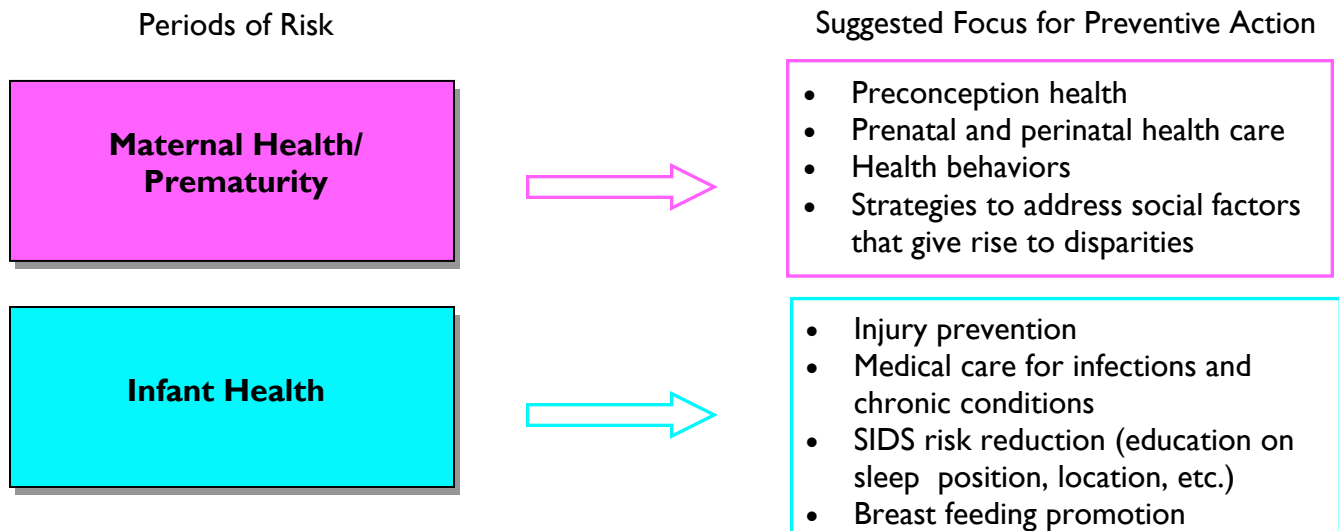 Periods of Risk
Suggested Focus for Preventive Action
Maternal Health/
Prematurity
• Preconception health
• Prenatal and perinatal health care
• Health behaviors
• Strategies to address social factors
that give rise to disparities
Infant Health
• Injury prevention
• Medical care for infections and
chronic conditions
• SIDS risk reduction (education on
sleep position, location, etc.)
• Breast feeding promotion